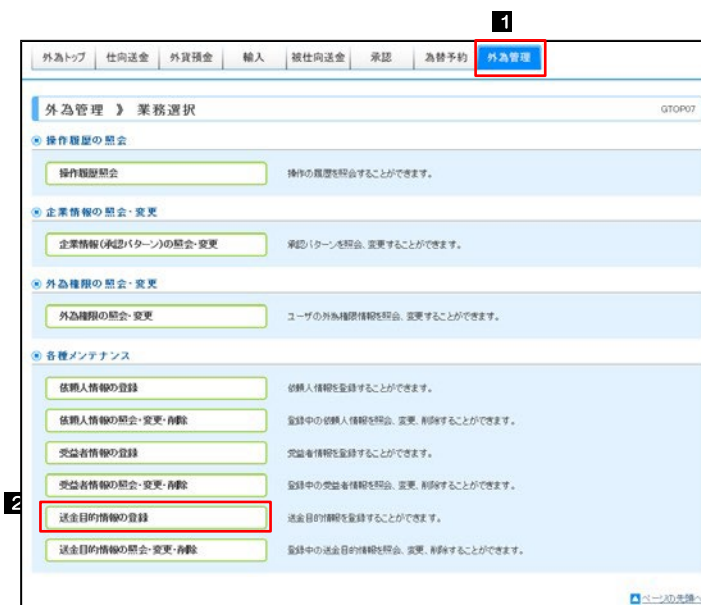 1
外為トップ 仕向送金 外貨預金 輸入 被仕向送金 承認 為替予約 外為管理
外為管理 》 業務選択 GTOP07
操作履歴の照会
操作履歴照会 操作の履歴を照会することができます。
企業情報の照会・変更
企業情報(承認パターン)の照会・変更 承認パターンを照会、変更することができます。
外為権限の照会・変更
外為権限の照会・変更 ユーザの外為権限情報を照会、変更することができます。
各種メンテナンス
依頼人情報の登録 依頼人情報を登録することができます。
依頼人情報の照会・変更・削除 登録中の依頼人情報を照会、変更、削除することができます。
受益者情報の登録 受益者情報を登録することができます。
受益者情報の照会・変更・削除 登録中の受益者情報を照会、変更、削除することができます。
2
送金目的情報の登録 送金目的情報を登録することができます。
送金目的情報の照会・変更・削除 登録中の送金目的情報を照会、変更、削除することができます。
ページの先頭へ